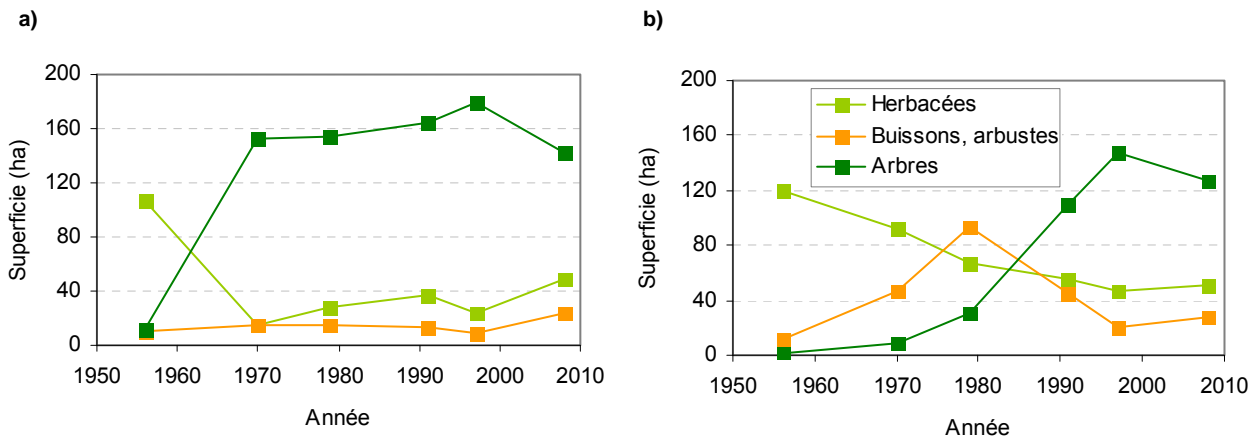 a)
200
160
120
80
40
0
Superficie (ha)
1950 1960 1970 1980 1990 2000 2010
Année
b)
200
160
120
80
40
0
Superficie (ha)
Herbacées
Buissons, arbustes
Arbres
1950 1960 1970 1980 1990 2000 2010
Année